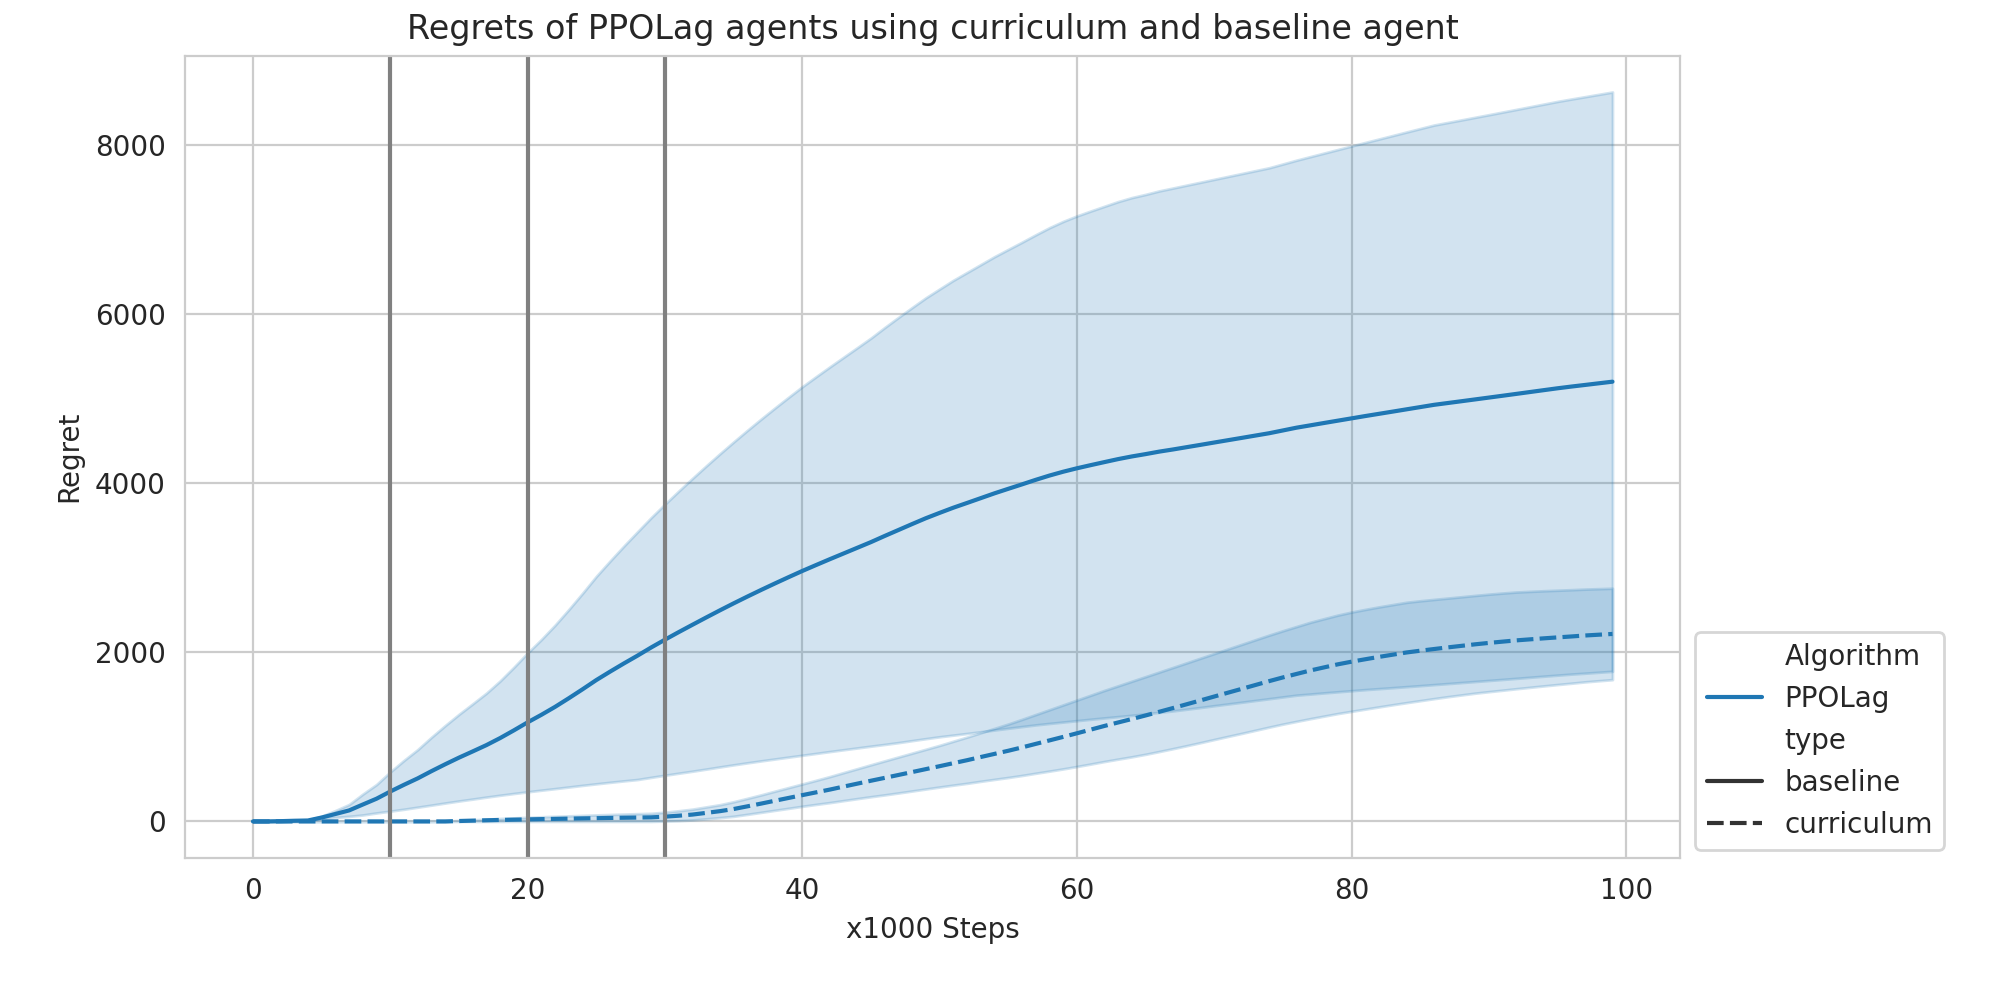 Regrets of PPOLag agents using curriculum and baseline agent
8000
6000
4000
2000
0
Regret
0 20 40 60 80 100
x1000 Steps
Algorithm
PPOLag
type
baseline
curriculum